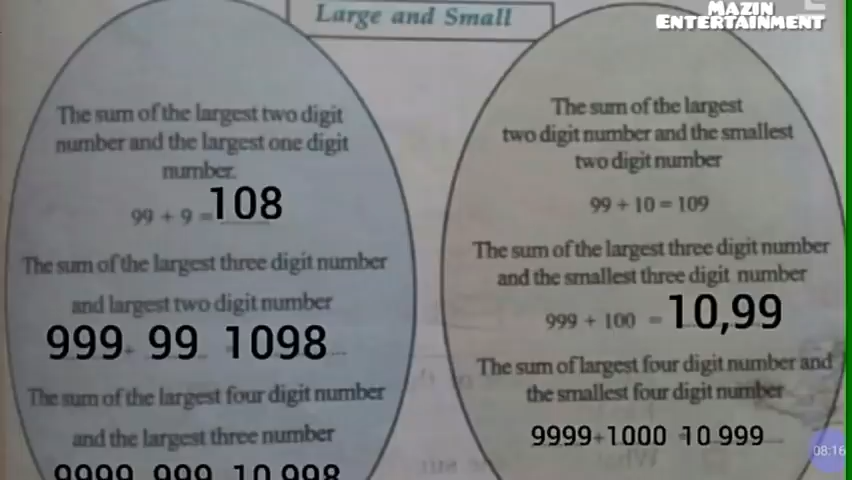 Large and Small
MAZIN
ENTERTAINMENT
The sum of the largest two digit
number and the largest one digit
number.
99 + 9 = 108
The sum of the largest three digit number
and largest two digit number
999 + 99 1098
The sum of the largest four digit number
and the largest three number
9999 999 10 998
The sum of the largest
two digit number and the smallest
two digit number
99 + 10 = 109
The sum of the largest three digit number
and the smallest three digit number
999 + 100 = 10,99
The sum of largest four digit number and
the smallest four digit number
9999+1000 10 999
08:16